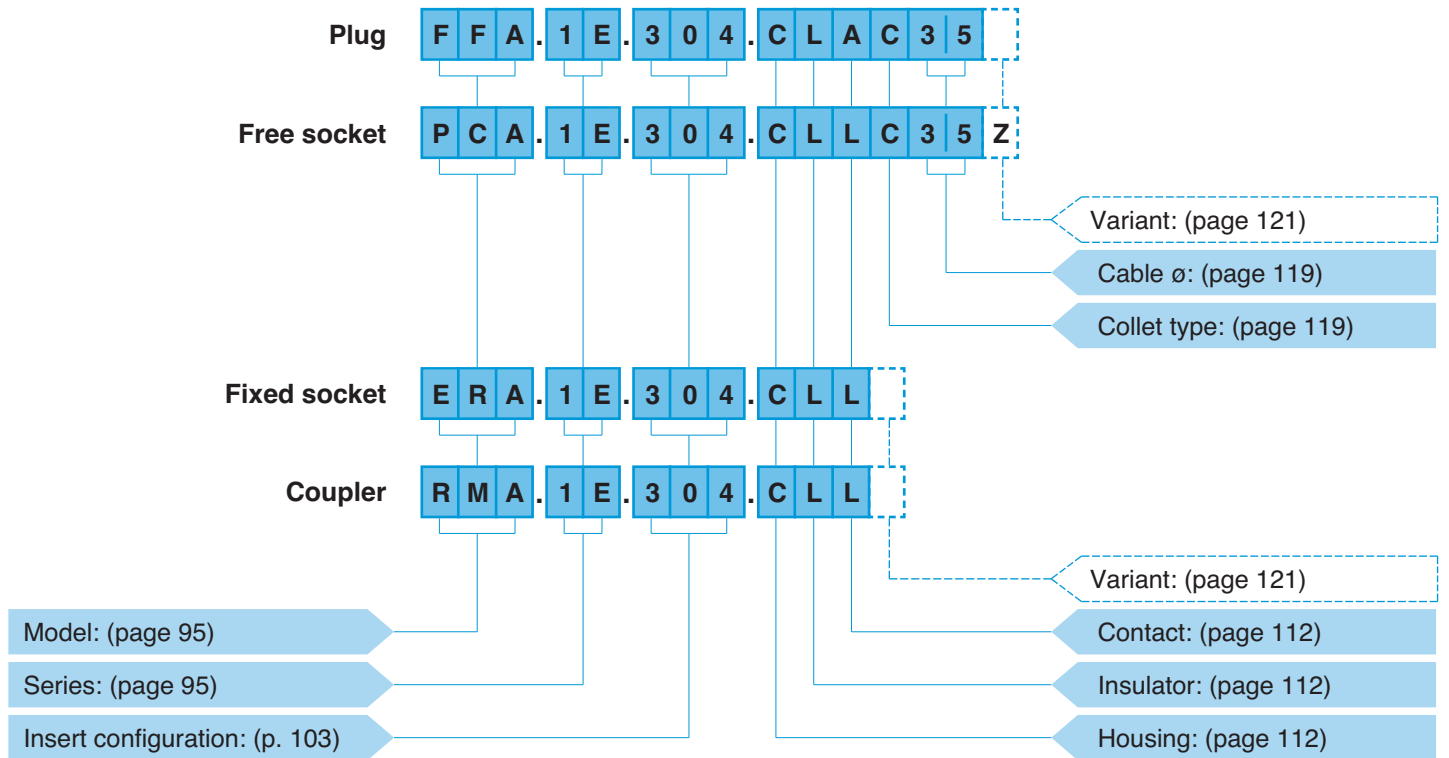 Plug FFA.1E.304.CLAC35
Free socket PCA.1E.304.CLLC35Z
Variant: (page 121)
Cable ø: (page 119)
Collet type: (page 119)
Fixed socket ERA.1E.304.CLL
Coupler RMA.1E.304.CLL
Variant: (page 121)
Model: (page 95) Contact: (page 112)
Series: (page 95) Insulator: (page 112)
Insert configuration: (p. 103) Housing: (page 112)